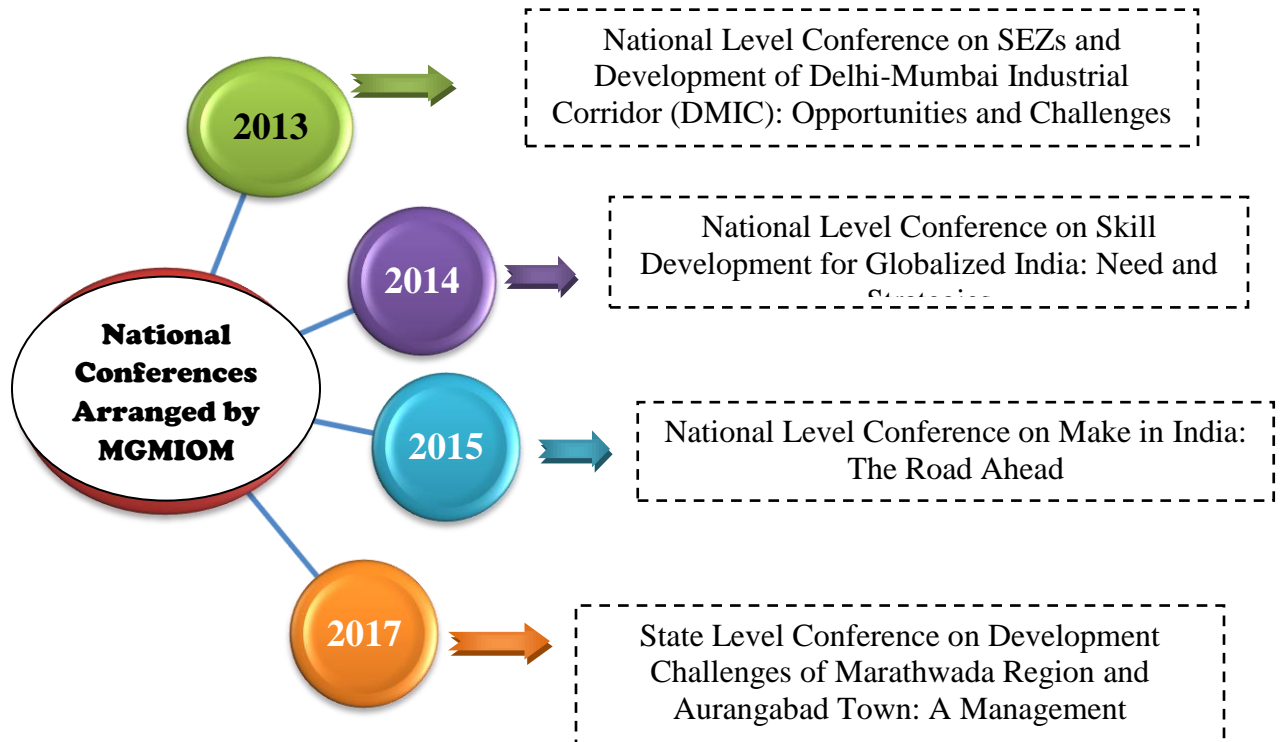 National Level Conference on SEZs and
Development of Delhi-Mumbai Industrial
Corridor (DMIC): Opportunities and Challenges
2013
National Level Conference on Skill
Development for Globalized India: Need and
2014
National
Conferences
Arranged by
MGMIOM
2015
National Level Conference on Make in India:
The Road Ahead
2017
State Level Conference on Development
Challenges of Marathwada Region and
Aurangabad Town: A Management